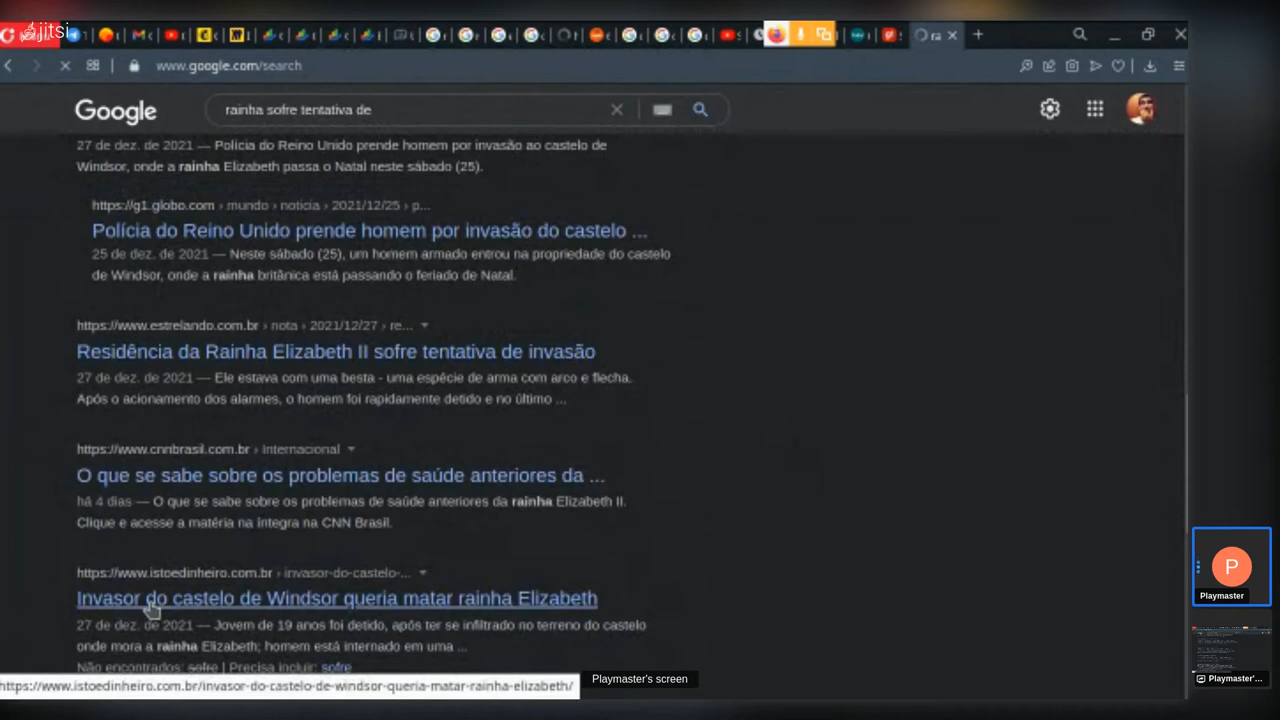 jitsi
www.google.com/search
Google
rainha sofre tentativa de
27 de dez. de 2021 — Polícia do Reino Unido prende homem por invasão ao castelo de
Windsor, onde a rainha Elizabeth passa o Natal neste sábado (25).
https://g1.globo.com › mundo › noticia › 2021/12/25 › p...
Polícia do Reino Unido prende homem por invasão do castelo ...
25 de dez. de 2021 — Neste sábado (25), um homem armado entrou na propriedade do castelo
de Windsor, onde a rainha britânica está passando o feriado de Natal.
https://www.estrelando.com.br › nota › 2021/12/27 › re...
Residência da Rainha Elizabeth II sofre tentativa de invasão
27 de dez. de 2021 — Ele estava com uma besta - uma espécie de arma com arco e flecha.
Após o acionamento dos alarmes, o homem foi rapidamente detido e no último ...
https://www.cnnbrasil.com.br › Internacional
O que se sabe sobre os problemas de saúde anteriores da ...
há 4 dias — O que se sabe sobre os problemas de saúde anteriores da rainha Elizabeth II.
Clique e acesse a matéria na íntegra na CNN Brasil.
https://www.istoedinheiro.com.br › invasor-do-castelo-...
Invasor do castelo de Windsor queria matar rainha Elizabeth
27 de dez. de 2021 — Jovem de 19 anos foi detido, após ter se infiltrado no terreno do castelo
onde mora a rainha Elizabeth; homem está internado em uma ...
Não encontrados: sofre | Precisa incluir: sofre
https://www.istoedinheiro.com.br/invasor-do-castelo-de-windsor-queria-matar-rainha-elizabeth/
Playmaster's screen
P
Playmaster
Playmaster'...